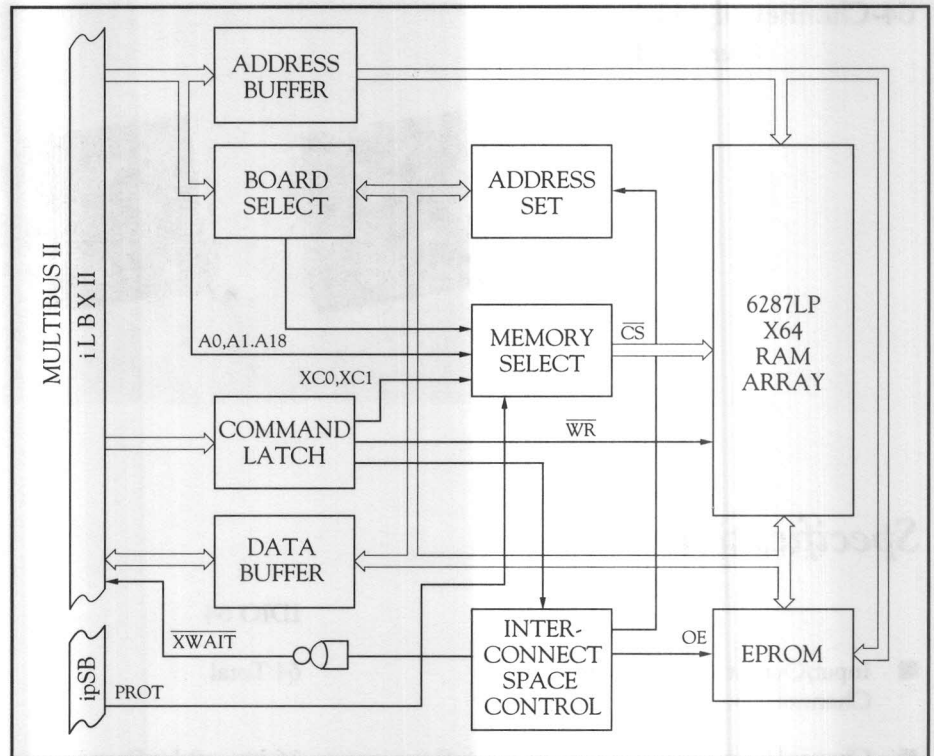 ADDRESS
BUFFER
BOARD
SELECT
ADDRESS
SET
MULTIBUS II
iLBX II
6287LP
X64
RAM
ARRAY
MEMORY
SELECT
CS
A0,A1.A18
XC0,XC1
COMMAND
LATCH
WR
DATA
BUFFER
XWAIT
INTER-
CONNECT
SPACE
CONTROL
OE
EPROM
ipSB
PROT